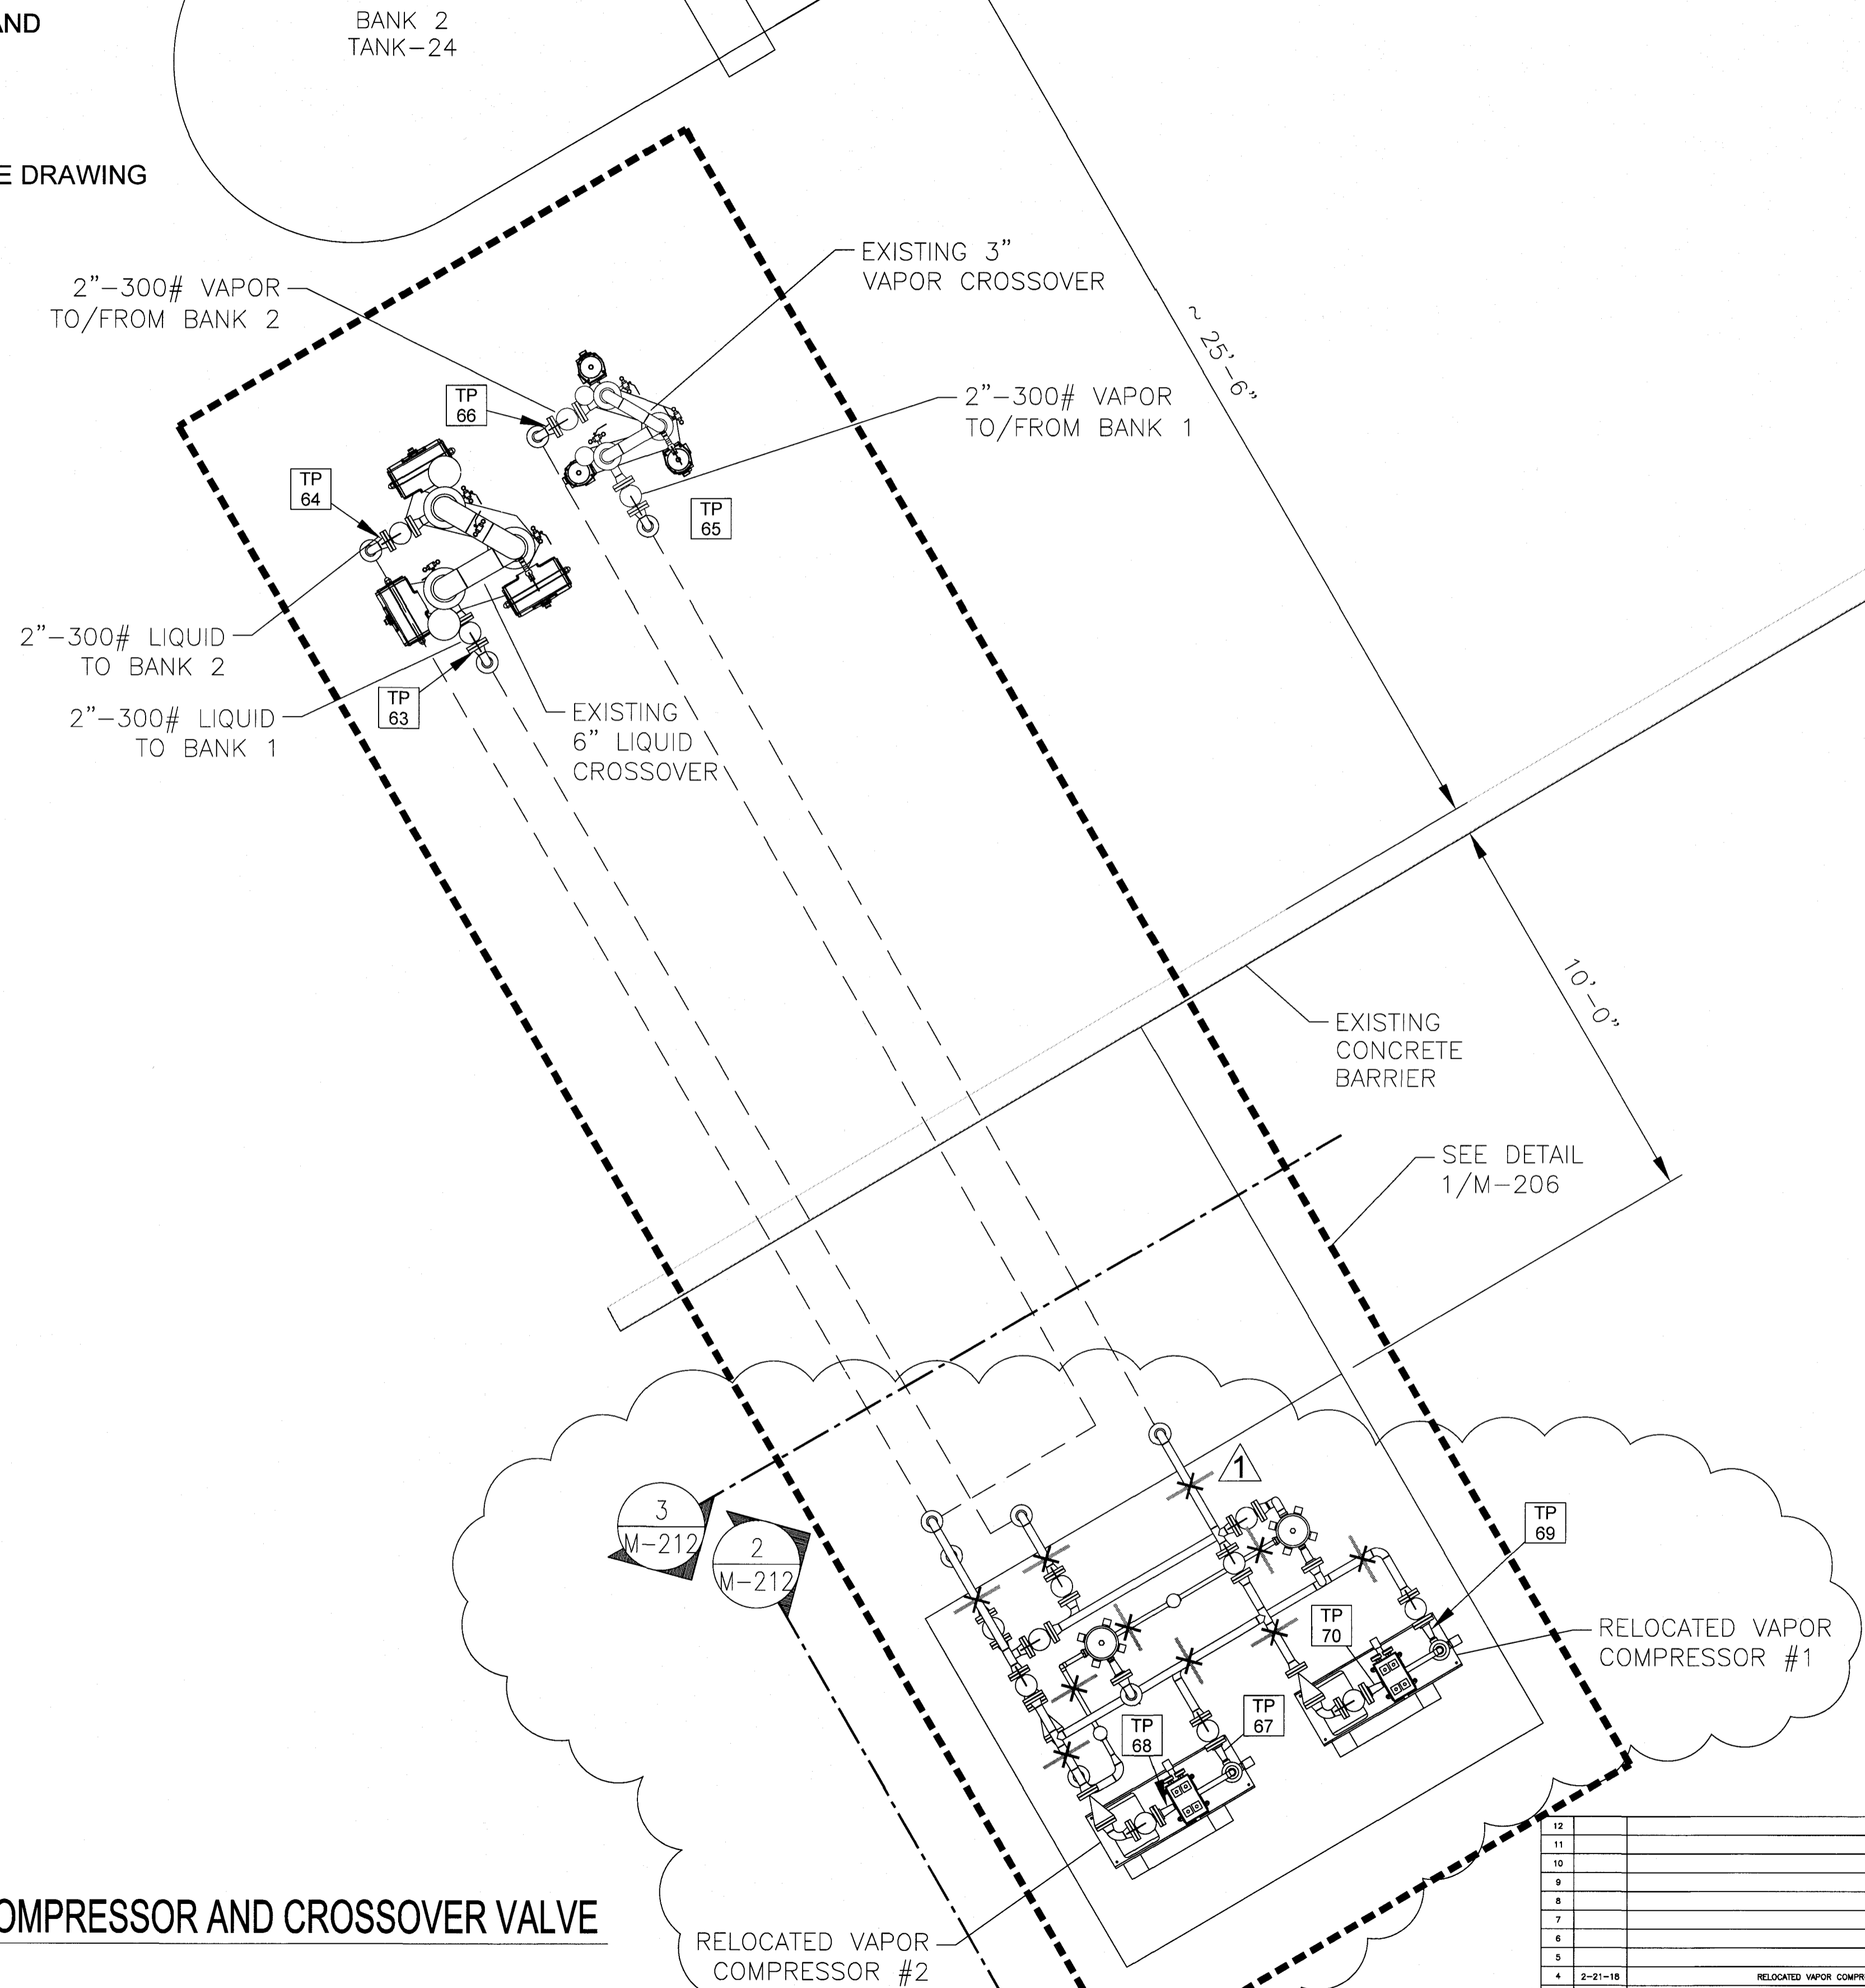 AND
BANK 2
TANK-24
E DRAWING
2"-300# VAPOR
TO/FROM BANK 2
EXISTING 3"
VAPOR CROSSOVER
~ 25'-6"
TP
66
2"-300# VAPOR
TO/FROM BANK 1
TP
64
TP
65
2"-300# LIQUID
TO BANK 2
TP
63
2"-300# LIQUID
TO BANK 1
EXISTING
6" LIQUID
CROSSOVER
10'-0"
EXISTING
CONCRETE
BARRIER
SEE DETAIL
1/M-206
1
3
M-212
2
M-212
TP
69
TP
70
RELOCATED VAPOR
COMPRESSOR #1
TP
67
TP
68
RELOCATED VAPOR
COMPRESSOR #2
OMPRESSOR AND CROSSOVER VALVE
12
11
10
9
8
7
6
5
4 2-21-18 RELOCATED VAPOR COMPR